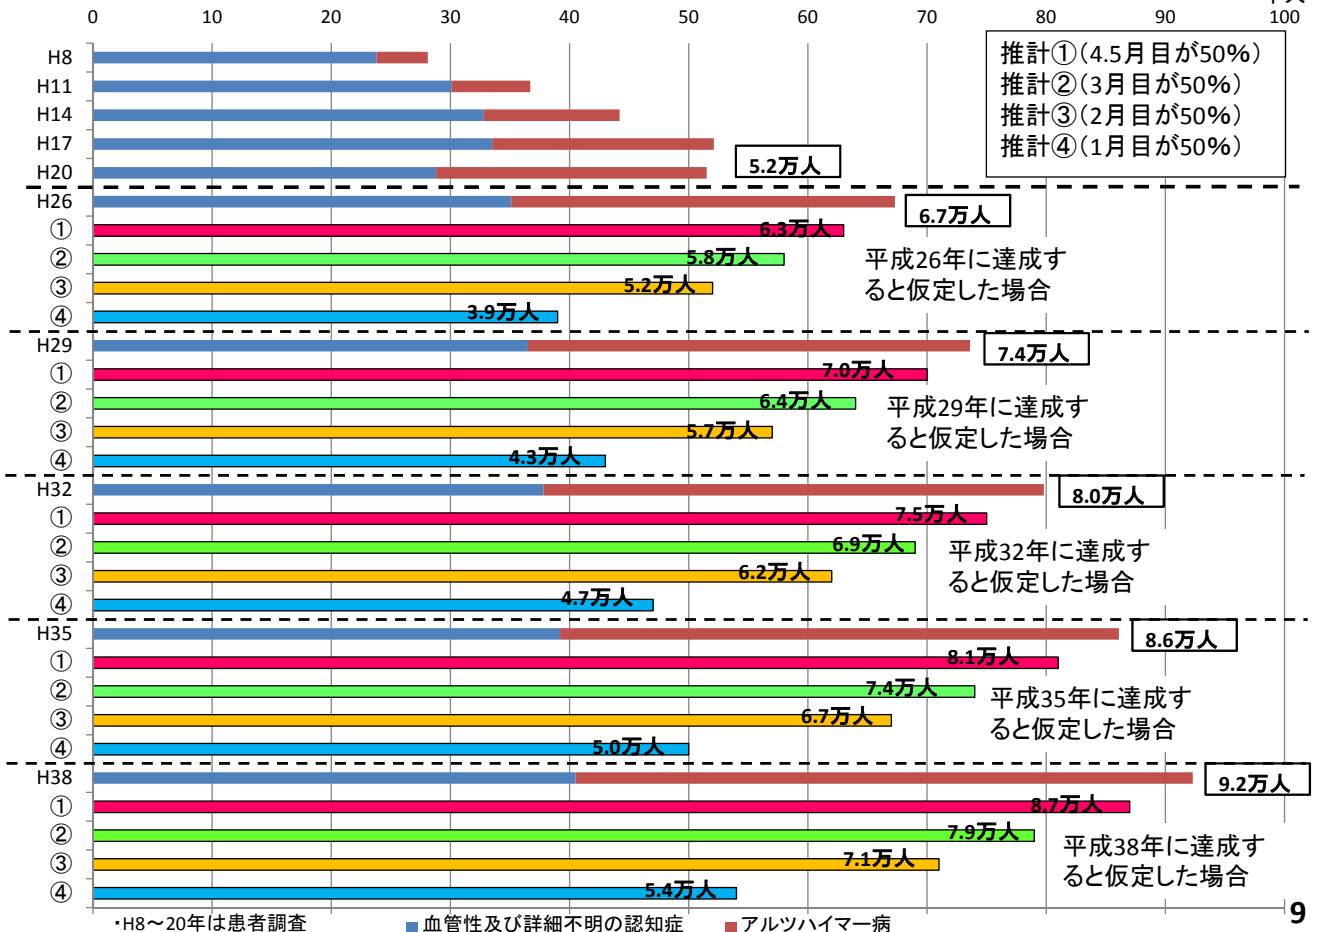 0 10 20 30 40 50 60 70 80 90 100
推計①(4.5月目が50%)
推計②(3月目が50%)
推計③(2月目が50%)
推計④(1月目が50%)
H8
H11
H14
H17
H20 5.2万人
H26 6.7万人
① 6.3万人
② 5.8万人
③ 5.2万人
④ 3.9万人
平成26年に達成す
ると仮定した場合
H29 7.4万人
① 7.0万人
② 6.4万人
③ 5.7万人
④ 4.3万人
平成29年に達成す
ると仮定した場合
H32 8.0万人
① 7.5万人
② 6.9万人
③ 6.2万人
④ 4.7万人
平成32年に達成す
ると仮定した場合
H35 8.6万人
① 8.1万人
② 7.4万人
③ 6.7万人
④ 5.0万人
平成35年に達成す
ると仮定した場合
H38 9.2万人
① 8.7万人
② 7.9万人
③ 7.1万人
④ 5.4万人
平成38年に達成す
ると仮定した場合
・H8~20年は患者調査 血管性及び詳細不明の認知症 アルツハイマー病
9